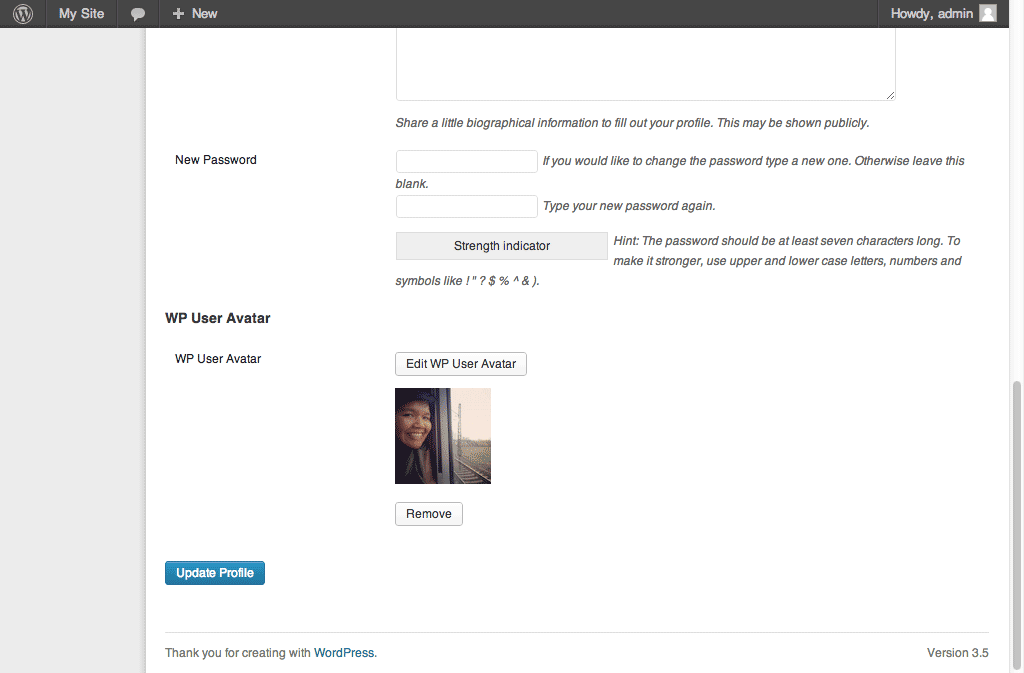 My Site
New
Howdy, admin
Share a little biographical information to fill out your profile. This may be shown publicly.
New Password
If you would like to change the password type a new one. Otherwise leave this
blank.
Type your new password again.
Strength indicator
Hint: The password should be at least seven characters long. To
make it stronger, use upper and lower case letters, numbers and
symbols like ! " ? $ % ^ & ).
WP User Avatar
WP User Avatar
Edit WP User Avatar
Remove
Update Profile
Thank you for creating with WordPress.
Version 3.5